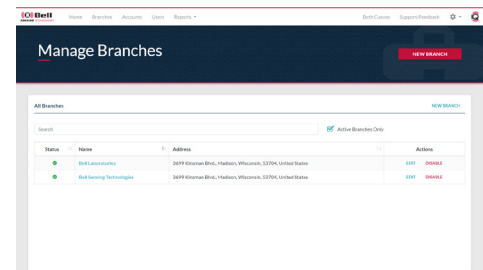 Bell
Home Branches Accounts Users Reports
Beth Cuevas Support/Feedback
Manage Branches
NEW BRANCH
All Branches
NEW BRANCH
Search
Active Branches Only
Status Name Address Actions
Bell Laboratories 3699 Kinsman Blvd., Madison, Wisconsin, 53704, United States EDIT DISABLE
Bell Sensing Technologies 3699 Kinsman Blvd., Madison, Wisconsin, 53704, United States EDIT DISABLE